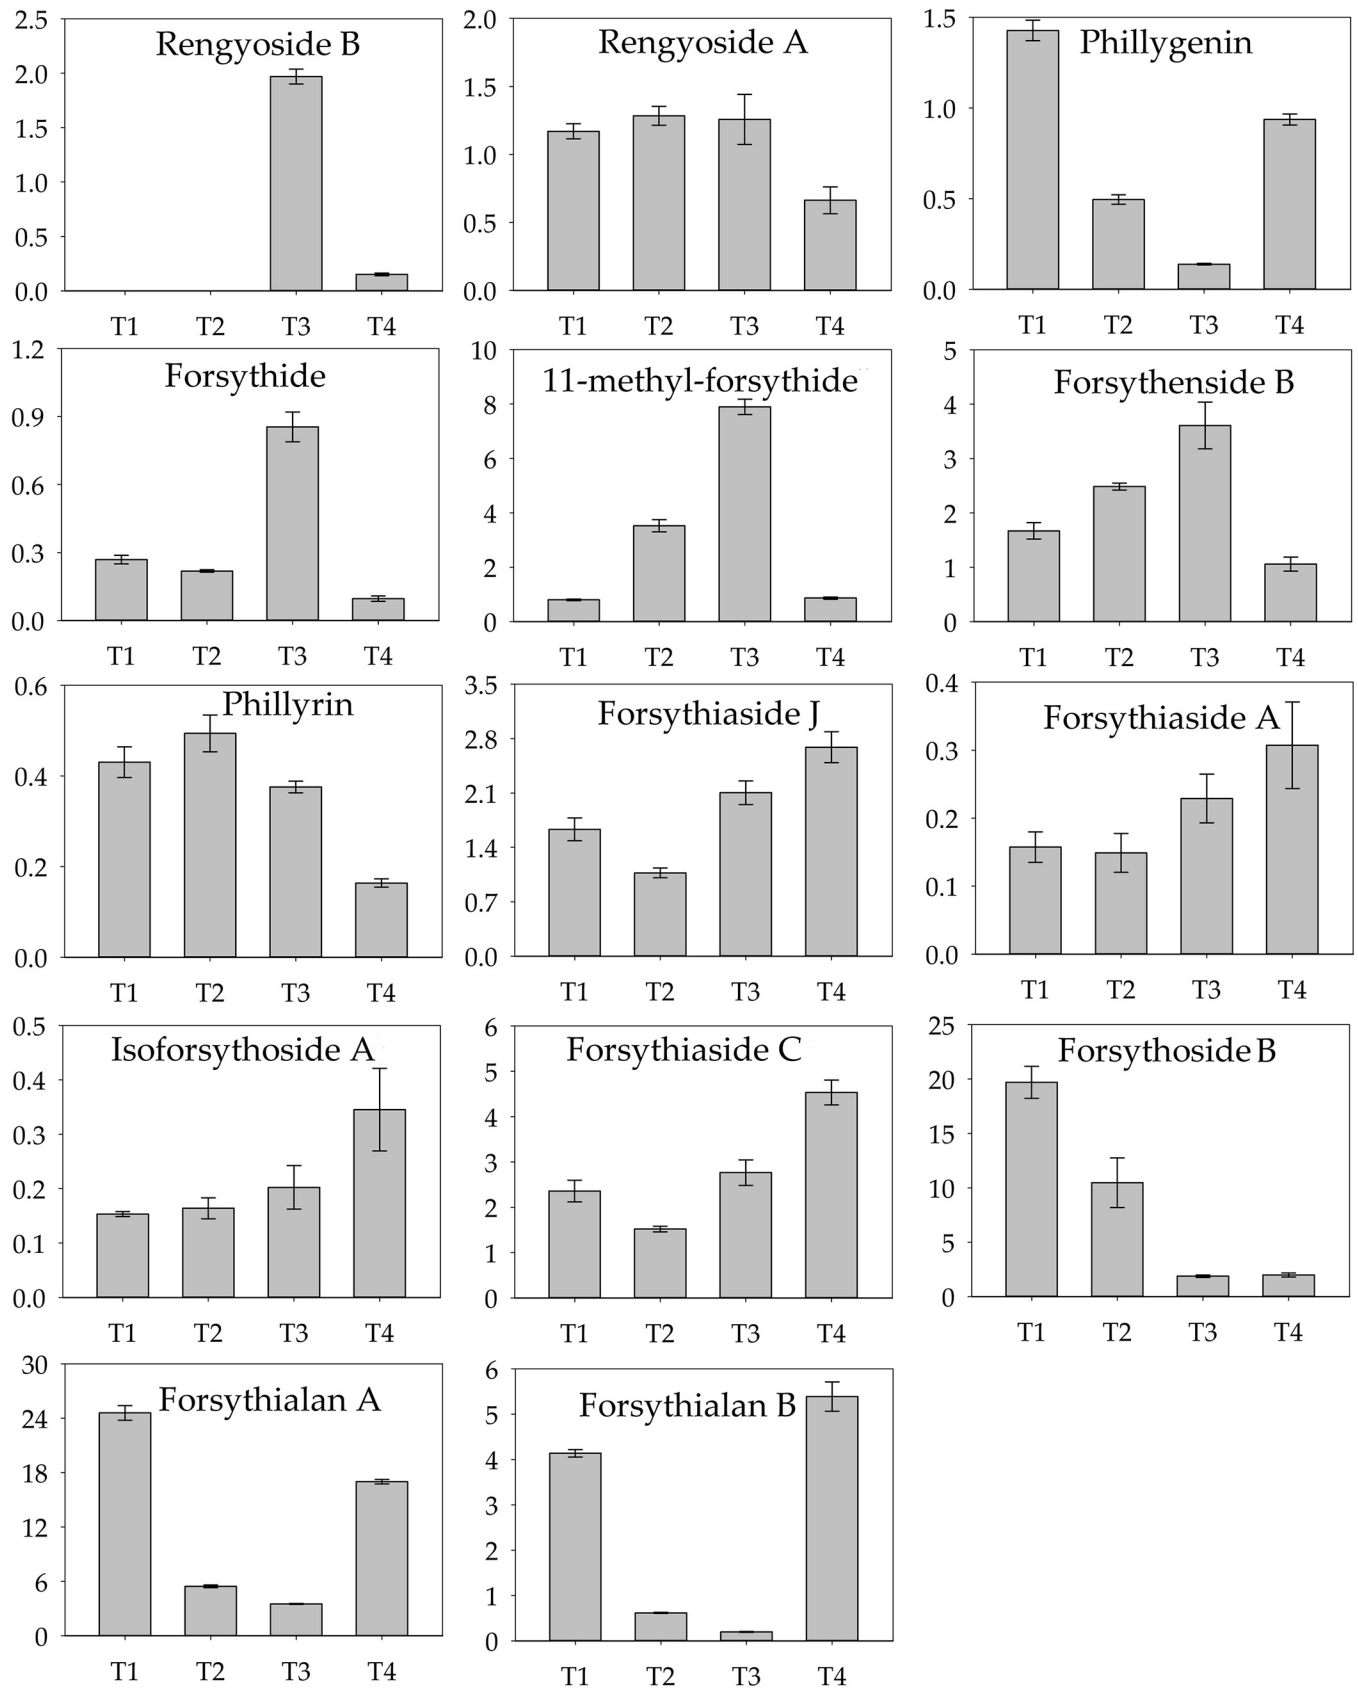 Rengyoside B
2.5
2.0
1.5
1.0
0.5
0.0
T1 T2 T3 T4
Rengyoside A
2.0
1.5
1.0
0.5
0.0
T1 T2 T3 T4
Phillygenin
1.5
1.0
0.5
0.0
T1 T2 T3 T4
Forsythide
1.2
0.9
0.6
0.3
0.0
T1 T2 T3 T4
11-methyl-forsythide
10
8
6
4
2
0
T1 T2 T3 T4
Forsythenside B
5
4
3
2
1
0
T1 T2 T3 T4
Phillyrin
0.6
0.4
0.2
0.0
T1 T2 T3 T4
Forsythiaside J
3.5
2.8
2.1
1.4
0.7
0.0
T1 T2 T3 T4
Forsythiaside A
0.4
0.3
0.2
0.1
0.0
T1 T2 T3 T4
Isoforsythoside A
0.5
0.4
0.3
0.2
0.1
0.0
T1 T2 T3 T4
Forsythiaside C
6
5
4
3
2
1
0
T1 T2 T3 T4
Forsythoside B
25
20
15
10
5
0
T1 T2 T3 T4
Forsythialan A
30
24
18
12
6
0
T1 T2 T3 T4
Forsythialan B
6
5
4
3
2
1
0
T1 T2 T3 T4